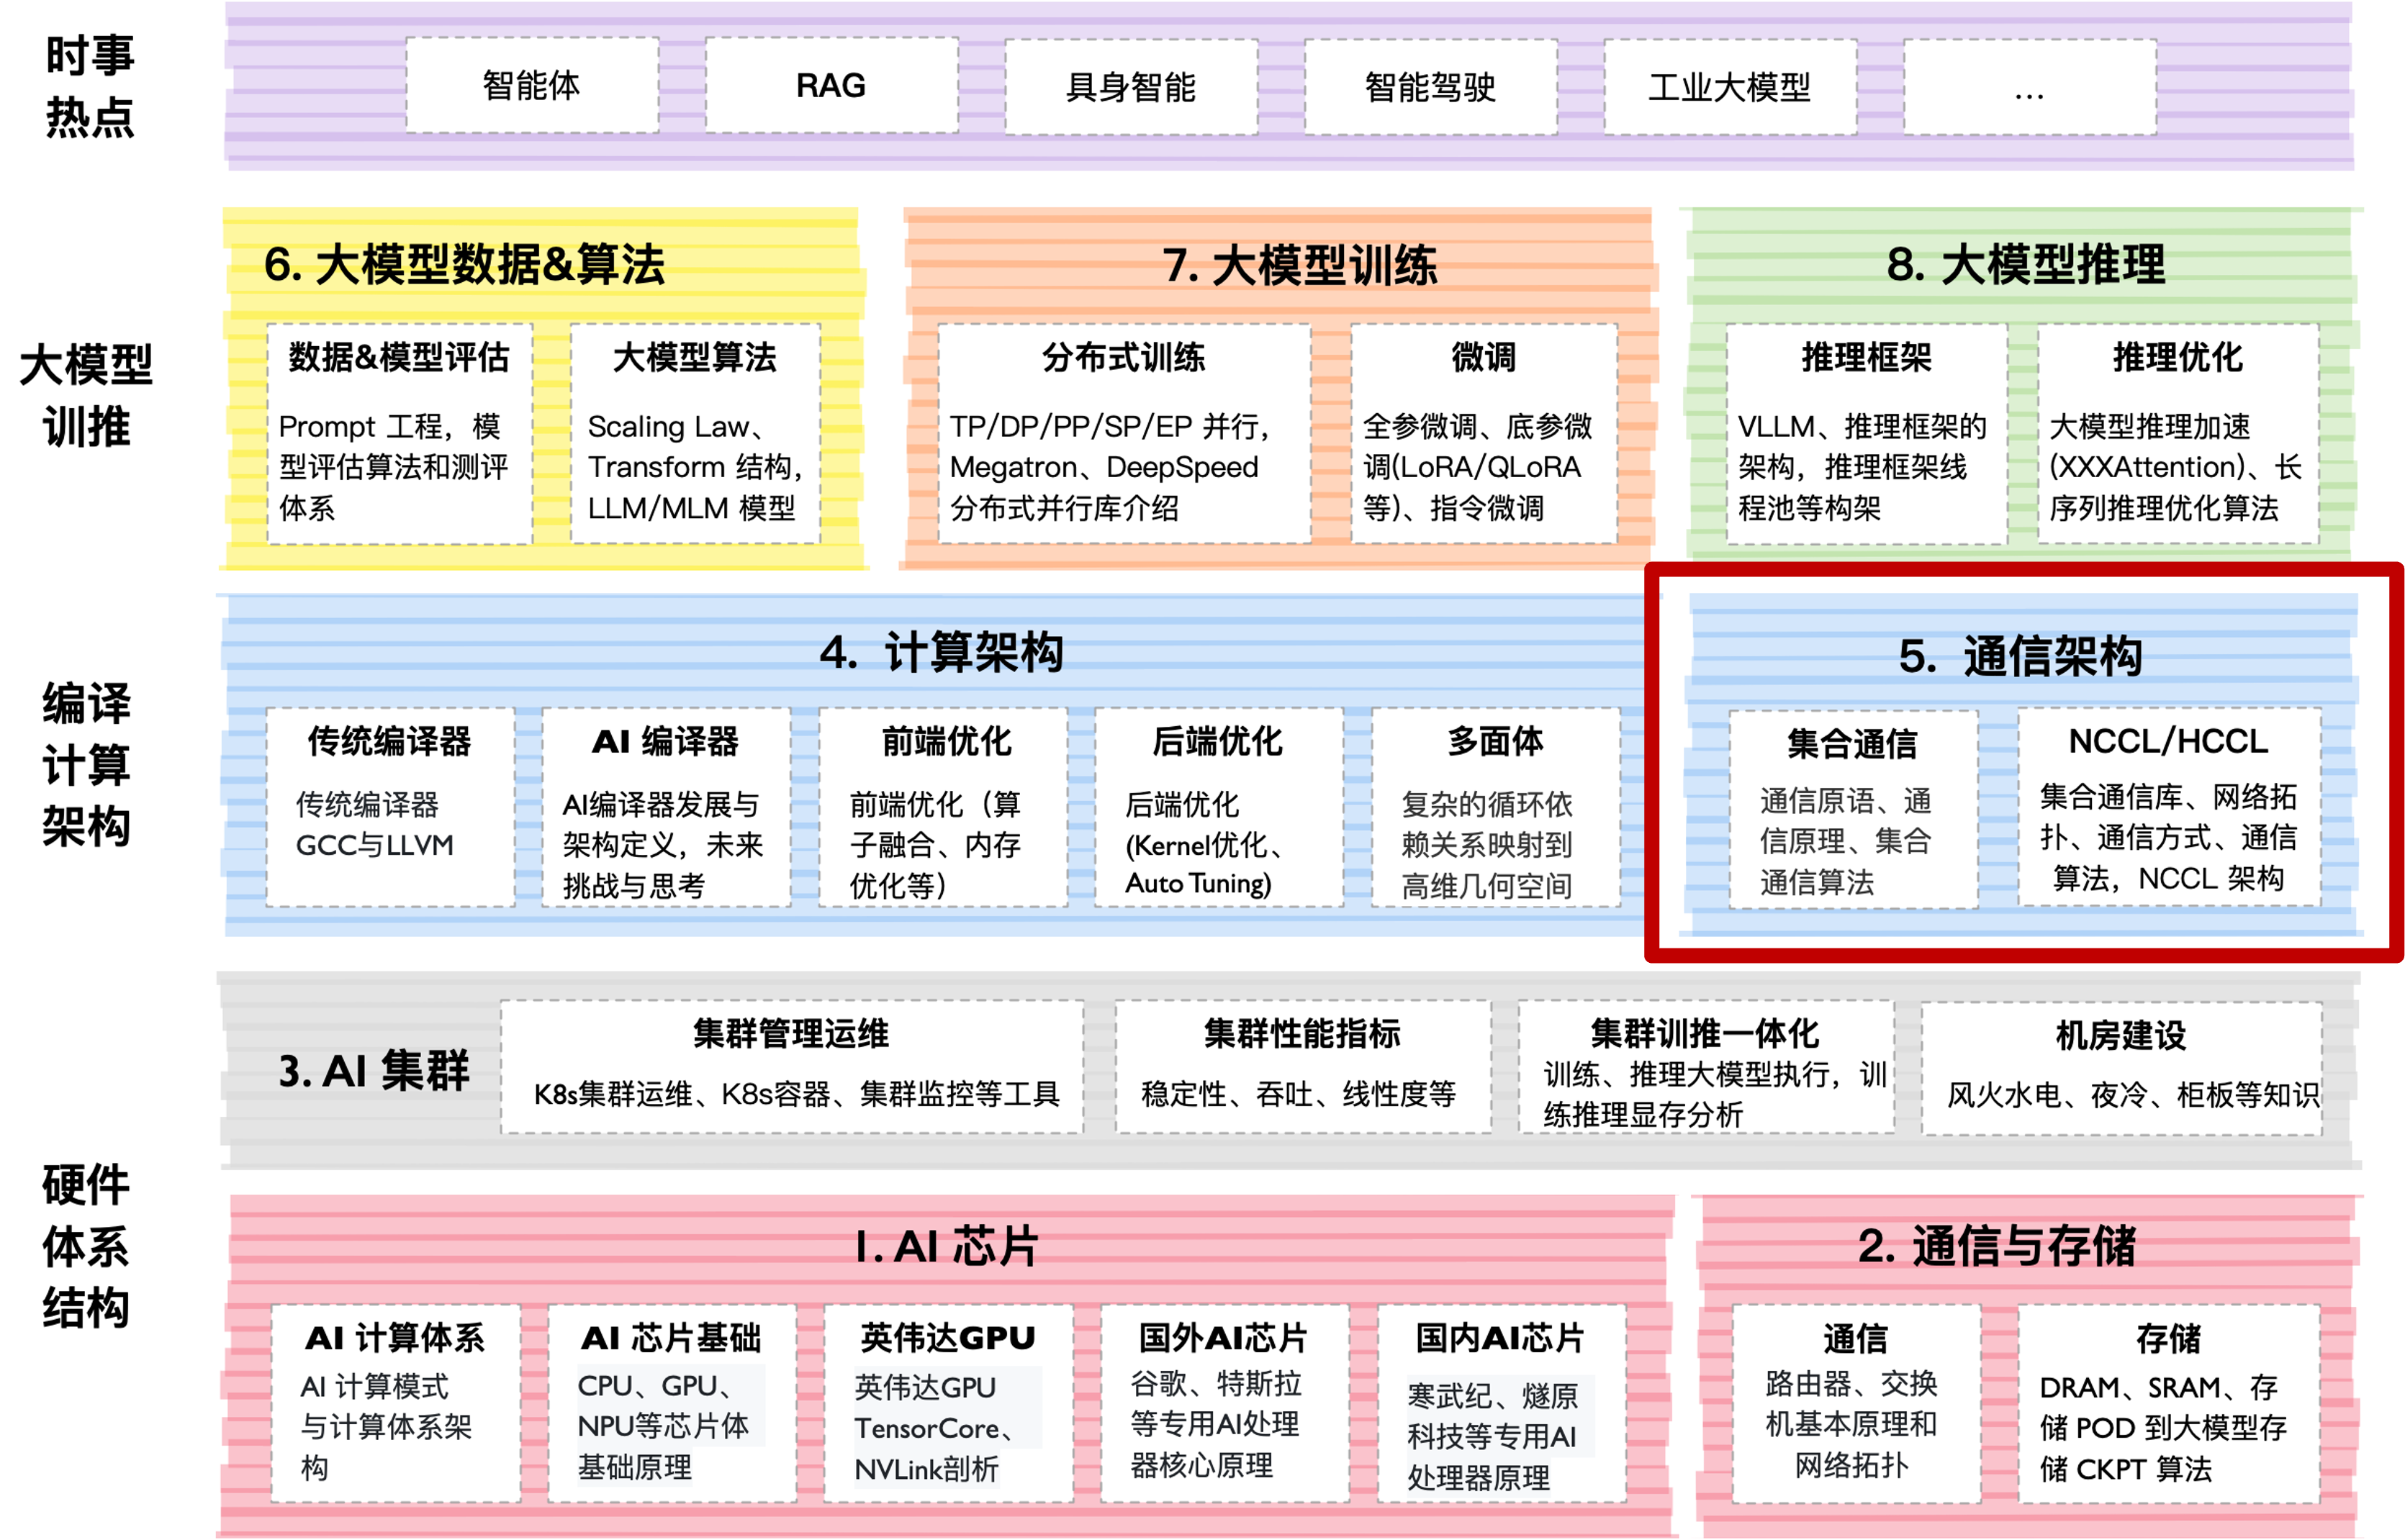 时事
热点
智能体
RAG
具身智能
智能驾驶
工业大模型
...
大模型
训推
6. 大模型数据&算法
数据&模型评估
Prompt 工程，模
型评估算法和测评
体系
大模型算法
Scaling Law、
Transform 结构，
LLM/MLM 模型
7. 大模型训练
分布式训练
TP/DP/PP/SP/EP 并行，
Megatron、DeepSpeed
分布式并行库介绍
微调
全参微调、底参微
调(LoRA/QLoRA
等)、指令微调
8. 大模型推理
推理框架
VLLM、推理框架的
架构，推理框架线
程池等构架
推理优化
大模型推理加速
(XXXAttention)、长
序列推理优化算法
编译
计算
架构
4. 计算架构
传统编译器
传统编译器
GCC与LLVM
AI 编译器
AI编译器发展与
架构定义，未来
挑战与思考
前端优化
前端优化（算
子融合、内存
优化等）
后端优化
后端优化
(Kernel优化、
Auto Tuning)
多面体
复杂的循环依
赖关系映射到
高维几何空间
5. 通信架构
集合通信
通信原语、通
信原理、集合
通信算法
NCCL/HCCL
集合通信库、网络拓
扑、通信方式、通信
算法，NCCL 架构
硬件
体系
结构
3. AI 集群
集群管理运维
K8s集群运维、K8s容器、集群监控等工具
集群性能指标
稳定性、吞吐、线性度等
集群训推一体化
训练、推理大模型执行，训
练推理显存分析
机房建设
风火水电、夜冷、柜板等知识
1. AI 芯片
AI 计算体系
AI 计算模式
与计算体系架
构
AI 芯片基础
CPU、GPU、
NPU等芯片体
基础原理
英伟达GPU
英伟达GPU
TensorCore、
NVLink剖析
国外AI芯片
谷歌、特斯拉
等专用AI处理
器核心原理
国内AI芯片
寒武纪、燧原
科技等专用AI
处理器原理
2. 通信与存储
通信
路由器、交换
机基本原理和
网络拓扑
存储
DRAM、SRAM、存
储 POD 到大模型存
储 CKPT 算法